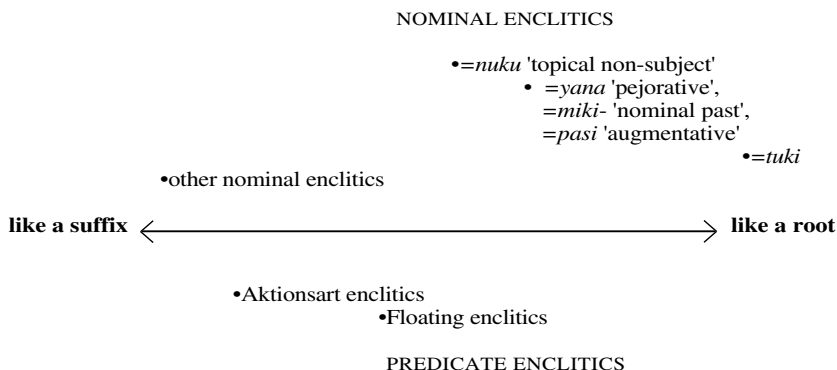 NOMINAL ENCLITICS
•=nuku 'topical non-subject'
• =yana 'pejorative',
=miki- 'nominal past',
=pasi 'augmentative'
•=tuki
•other nominal enclitics
like a suffix like a root
•Aktionsart enclitics
•Floating enclitics
PREDICATE ENCLITICS